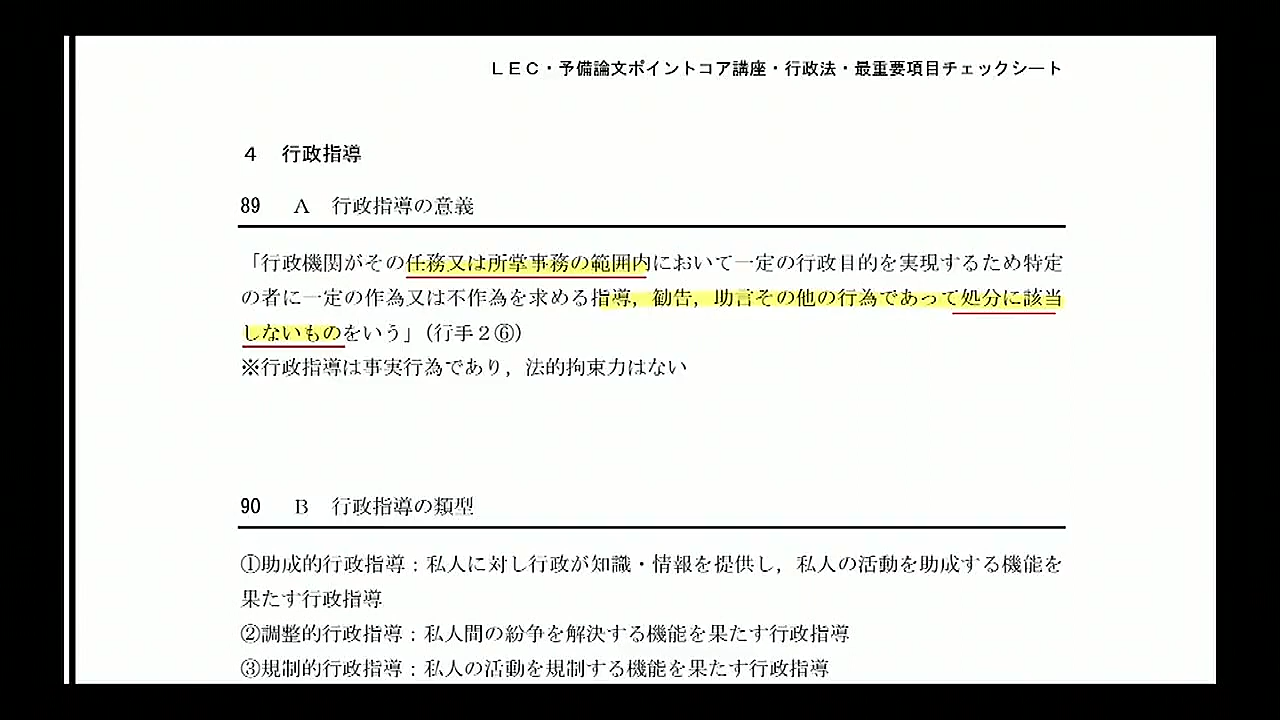 LEC・予備論文ポイントコア講座・行政法・最重要項目チェックシート
4 行政指導
89 A 行政指導の意義
「行政機関がその任務又は所掌事務の範囲内において一定の行政目的を実現するため特定
の者に一定の作為又は不作為を求める指導，勧告，助言その他の行為であって処分に該当
しないものをいう」（行手２⑥）
※行政指導は事実行為であり，法的拘束力はない
90 B 行政指導の類型
①助成的行政指導：私人に対し行政が知識・情報を提供し，私人の活動を助成する機能を
果たす行政指導
②調整的行政指導：私人間の紛争を解決する機能を果たす行政指導
③規制的行政指導：私人の活動を規制する機能を果たす行政指導